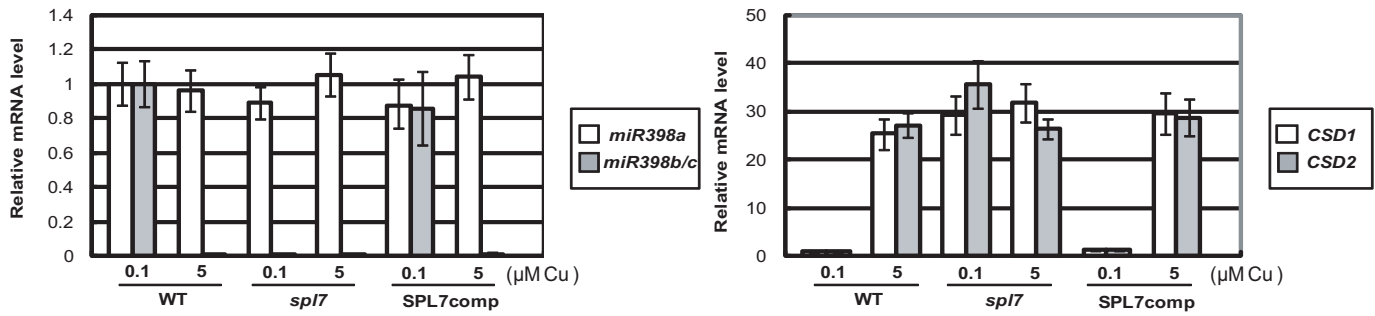 Relative mRNA level
1.4
1.2
1
0.8
0.6
0.4
0.2
0
0.1 5 0.1 5 0.1 5 (μM Cu)
WT spl7 SPL7comp
miR398a
miR398b/c
Relative mRNA level
50
40
30
20
10
0
0.1 5 0.1 5 0.1 5 (μM Cu)
WT spl7 SPL7comp
CSD1
CSD2